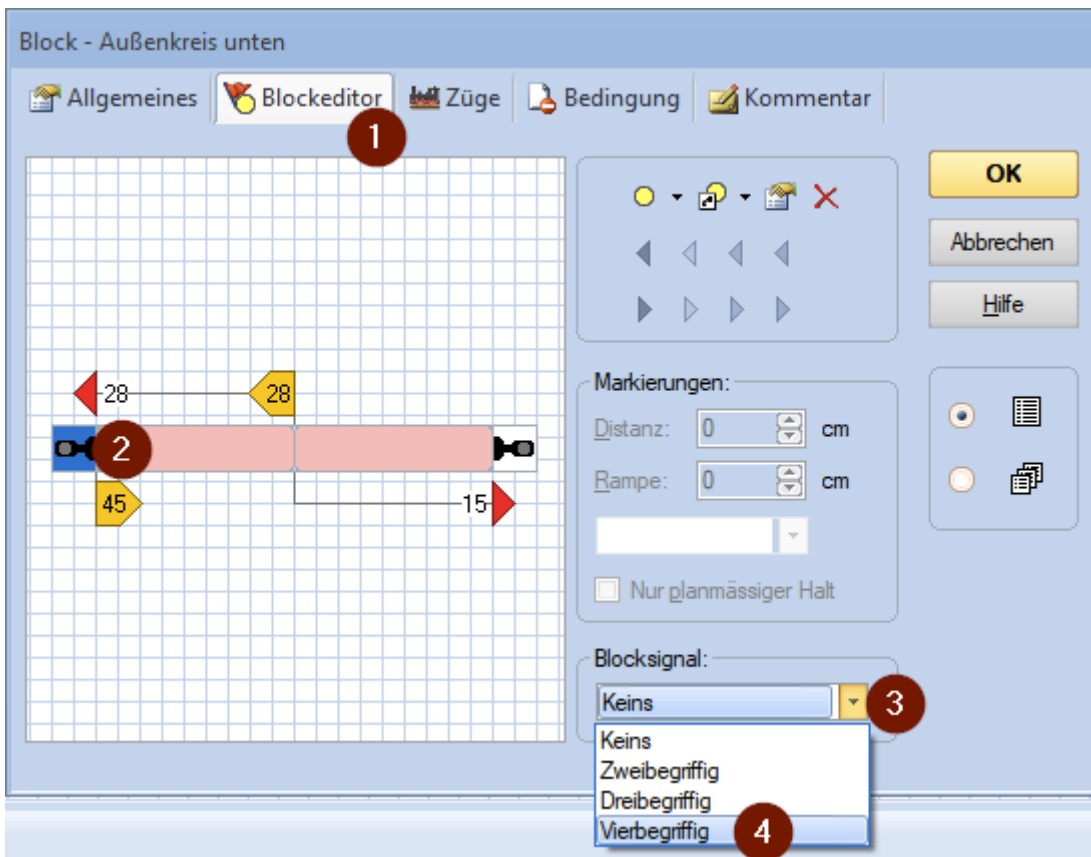 Block - Außenkreis unten
Allgemeines Blockeditor Züge Bedingung Kommentar
1
OK
Abbrechen
Hilfe
28 28
2
45 15
Markierungen:
Distanz: 0 cm
Rampe: 0 cm
Nur planmässiger Halt
Blocksignal:
Keins 3
Keins
Zweibegriffig
Dreibegriffig
Vierbegriffig 4